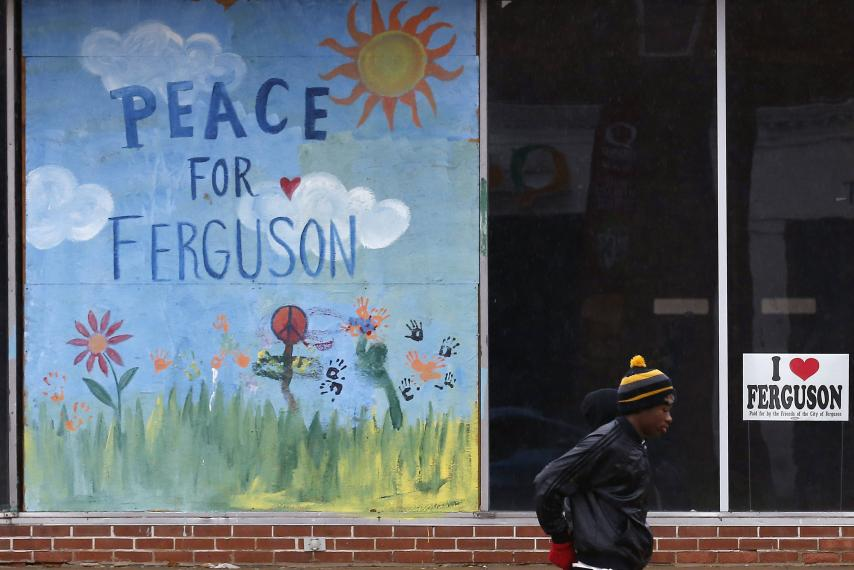 PEACE
FOR
FERGUSON
I
FERGUSON
Paid for by the Friends of the City of Ferguson